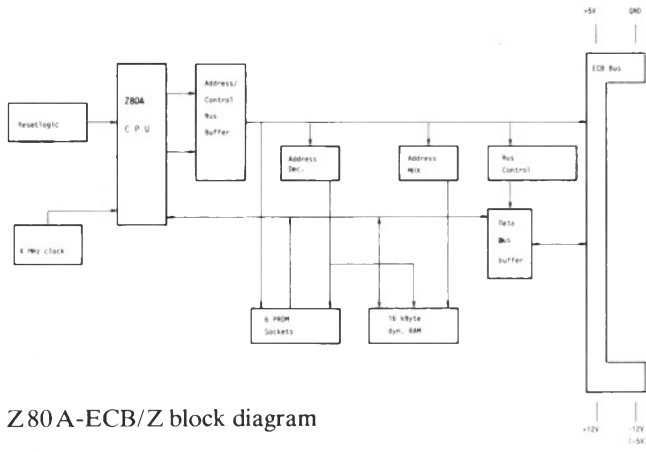 +5V GND
ECB Bus
Z80A
C P U
Address/
Control
Bus
Buffer
Resetlogic
Address
Dec.
Address
MUX
Bus
Control
4 MHz clock
Data
Bus
buffer
6 PROM
Sockets
16 kByte
dyn. RAM
Z80A-ECB/Z block diagram
+12V -12V
(-5V)